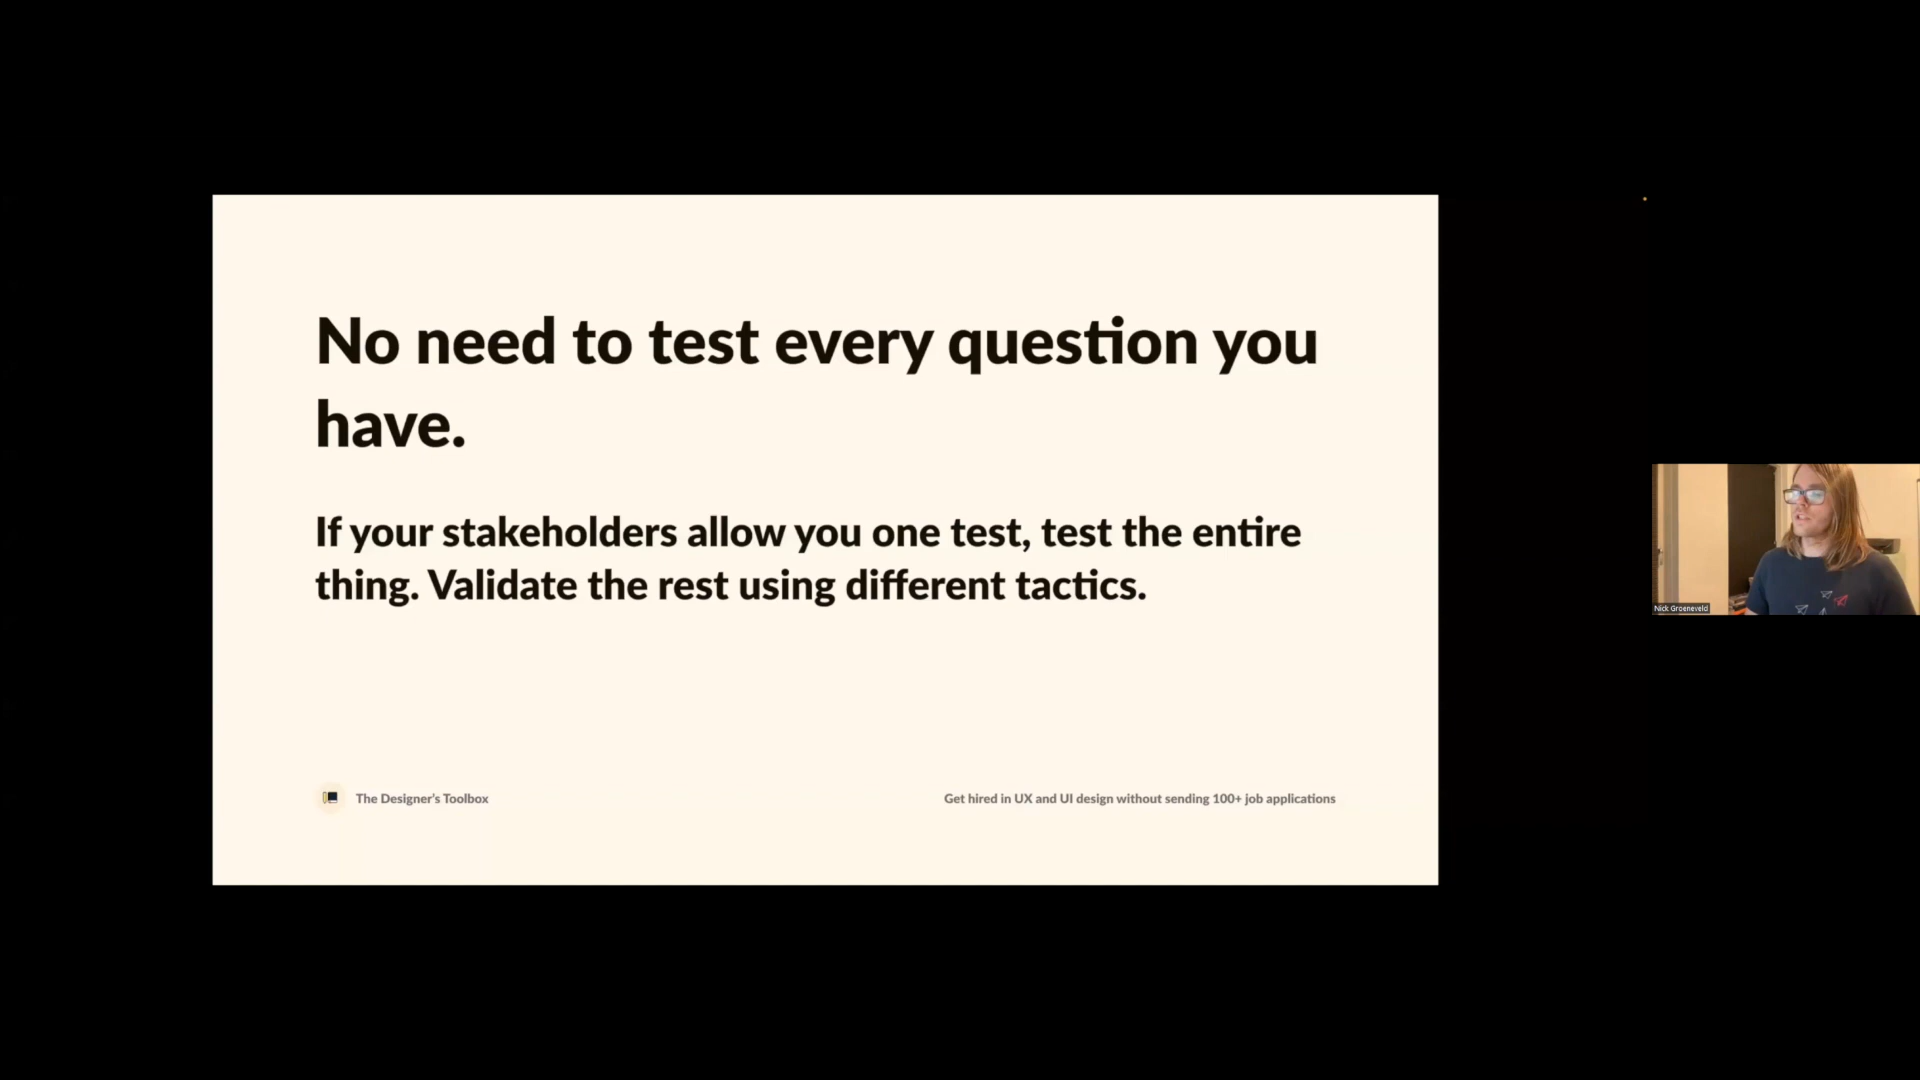 No need to test every question you
have.
If your stakeholders allow you one test, test the entire
thing. Validate the rest using different tactics.
The Designer's Toolbox
Get hired in UX and UI design without sending 100+ job applications
Nick Groeneveld